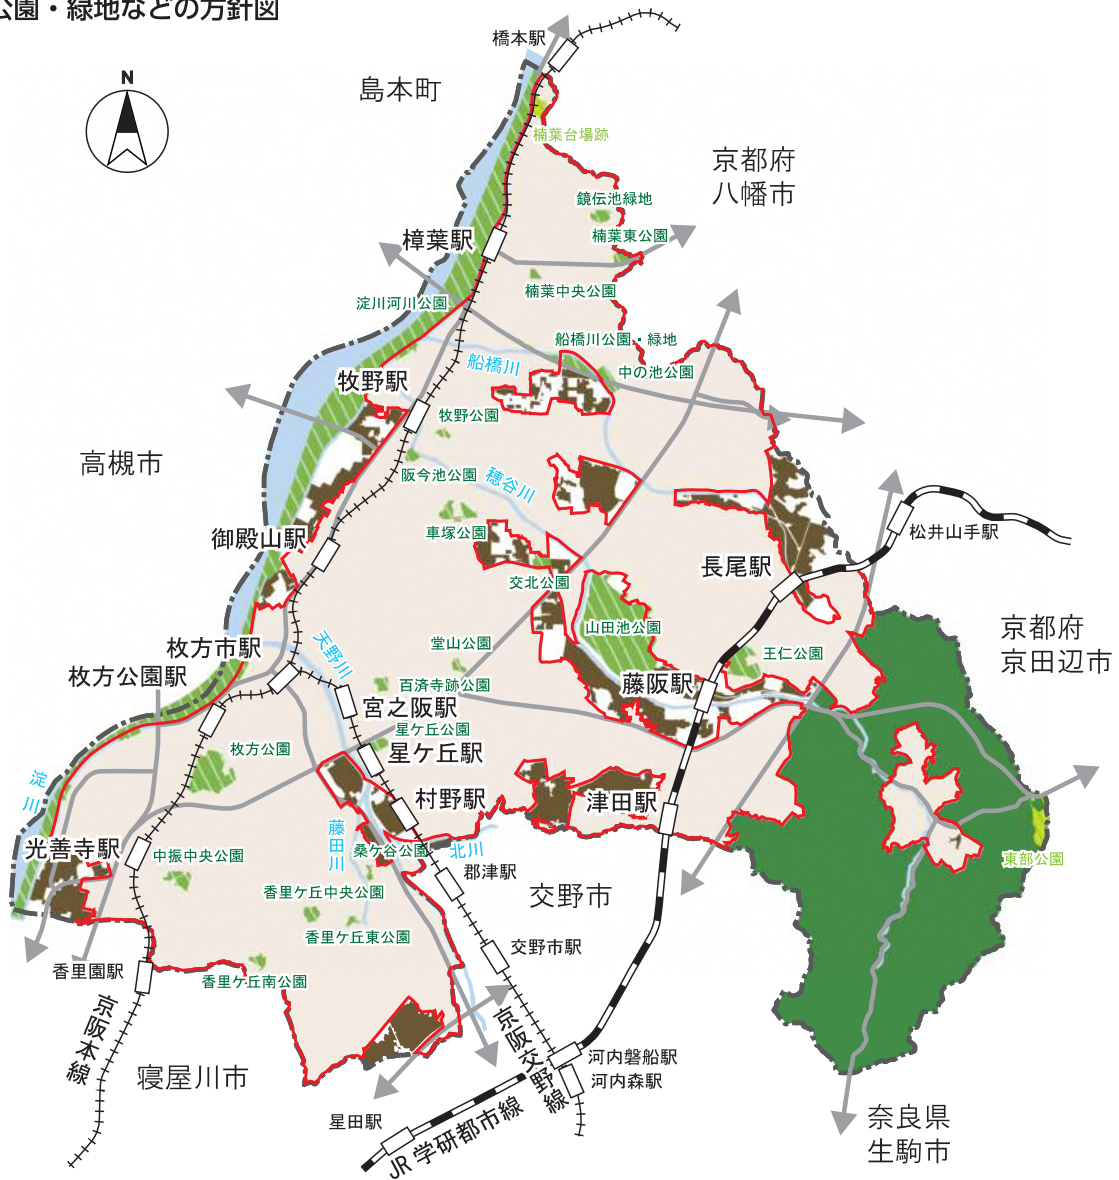 公園・緑地などの方針図
橋本駅
N
島本町
楠葉台場跡
京都府
八幡市
鏡伝池緑地
楠葉東公園
樟葉駅
楠葉中央公園
淀川河川公園
船橋川公園・緑地
船橋川
中の池公園
牧野駅
牧野公園
高槻市
阪今池公園
穂谷川
車塚公園
御殿山駅
松井山手駅
長尾駅
交北公園
山田池公園
京都府
京田辺市
天野川
堂山公園
枚方市駅
王仁公園
枚方公園駅
百済寺跡公園
藤阪駅
宮之阪駅
星ケ丘公園
枚方公園
星ケ丘駅
淀川
村野駅
津田駅
藤田川
桑ケ谷公園
北川
光善寺駅
中振中央公園
東部公園
郡津駅
香里ケ丘中央公園
交野市
香里ケ丘東公園
交野市駅
香里園駅
香里ケ丘南公園
京阪本線
京阪交野線
河内磐船駅
寝屋川市
河内森駅
星田駅
JR学研都市線
奈良県
生駒市